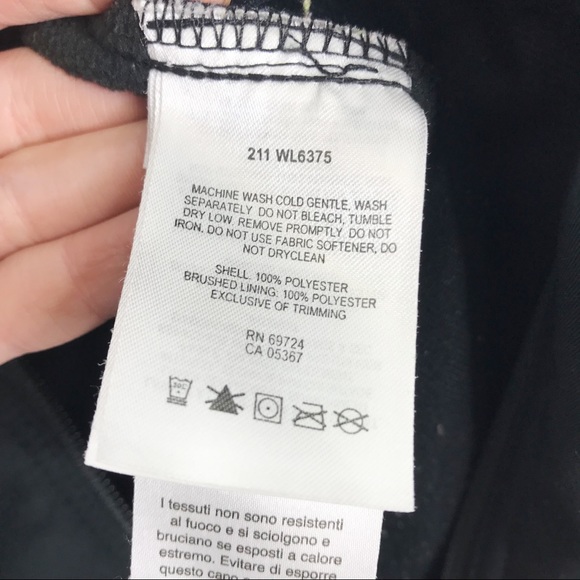 211 WL6375
MACHINE WASH COLD GENTLE, WASH
SEPARATELY. DO NOT BLEACH, TUMBLE
DRY LOW. REMOVE PROMPTLY. DO NOT
IRON. DO NOT USE FABRIC SOFTENER, DO
NOT DRYCLEAN
SHELL: 100% POLYESTER
BRUSHED LINING: 100% POLYESTER
EXCLUSIVE OF TRIMMING
RN 69724
CA 05367
30C
I tessuti non sono resistenti
al fuoco e si sciolgono e
bruciano se esposti a calore
estremo. Evitare di esporre
questo capo a